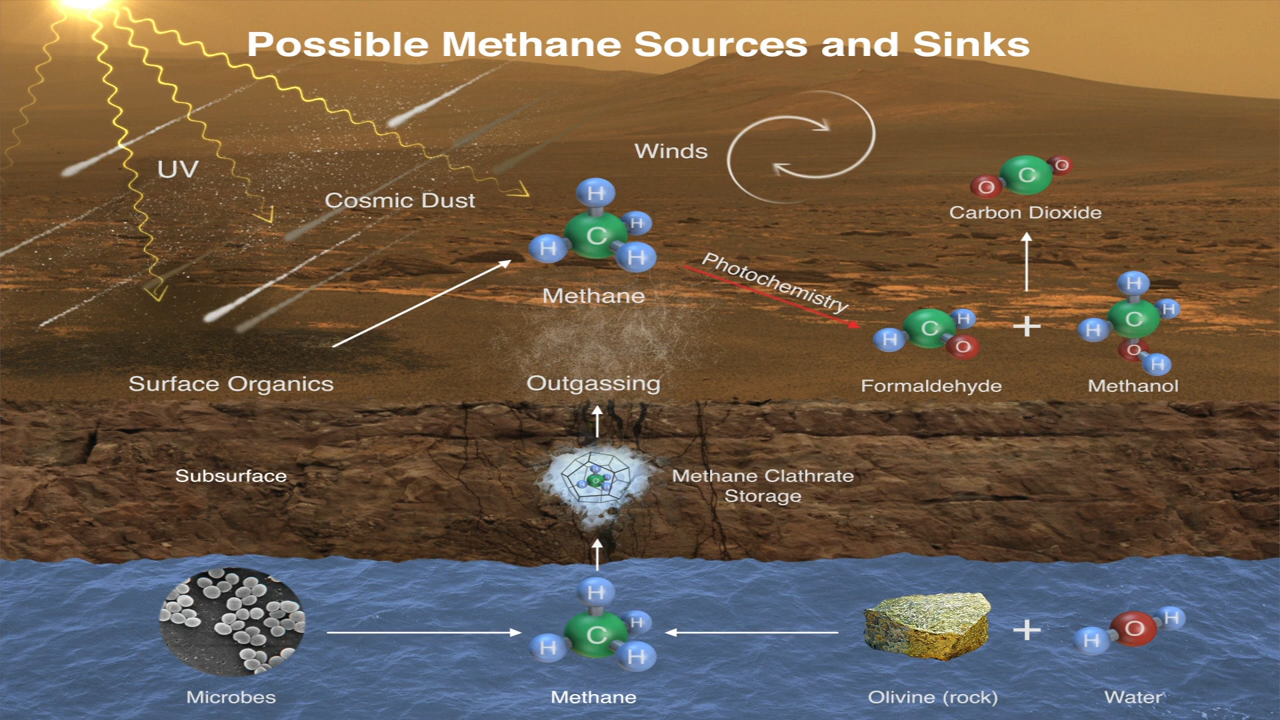 Possible Methane Sources and Sinks
UV
Cosmic Dust
Winds
C
O
O
Carbon Dioxide
H
H
C
H
H
Methane
Photochemistry
H
C
H
O
Formaldehyde
+
H
H
C
H
O
H
Methanol
Surface Organics
Outgassing
Subsurface
Methane Clathrate
Storage
Microbes
H
H
C
H
H
Methane
Olivine (rock)
+
H
O
H
Water